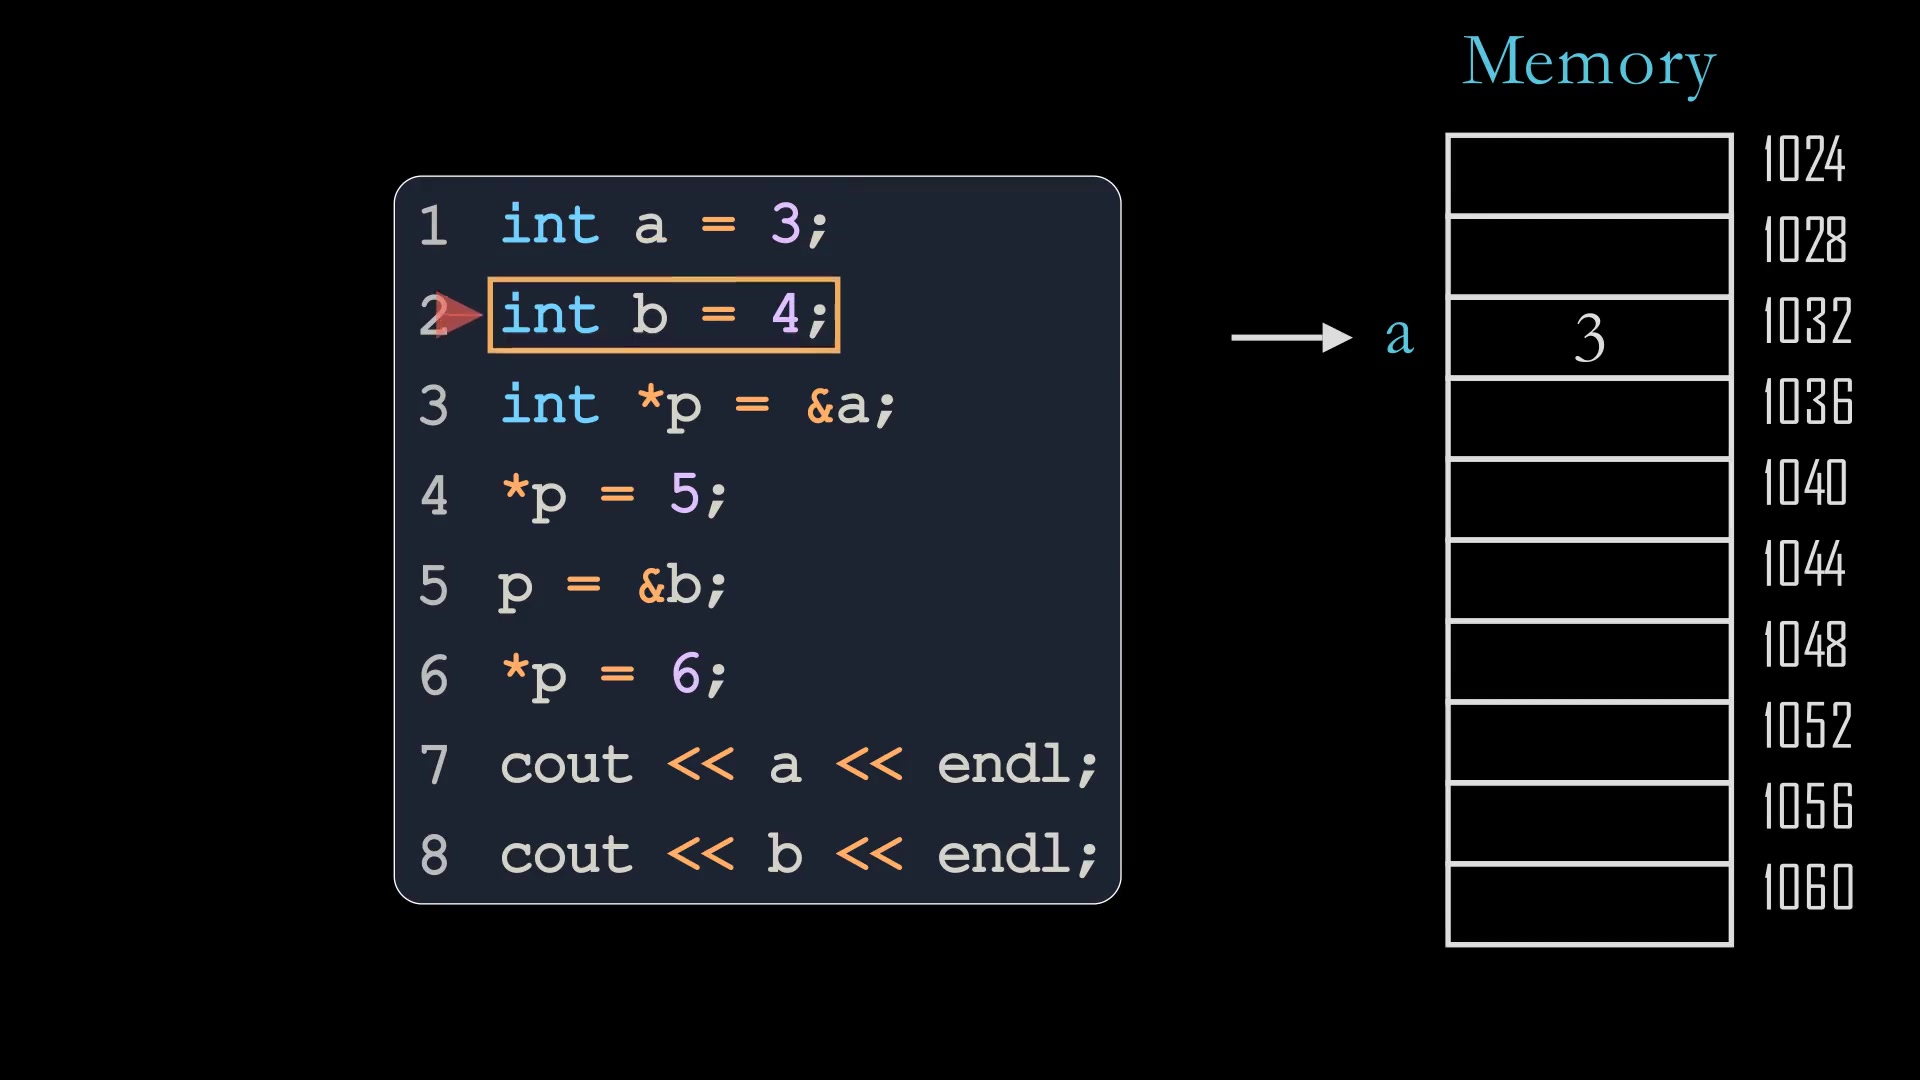 1 int a = 3;
2 int b = 4;
3 int *p = &a;
4 *p = 5;
5 p = &b;
6 *p = 6;
7 cout << a << endl;
8 cout << b << endl;
Memory
1024
1028
a 3 1032
1036
1040
1044
1048
1052
1056
1060